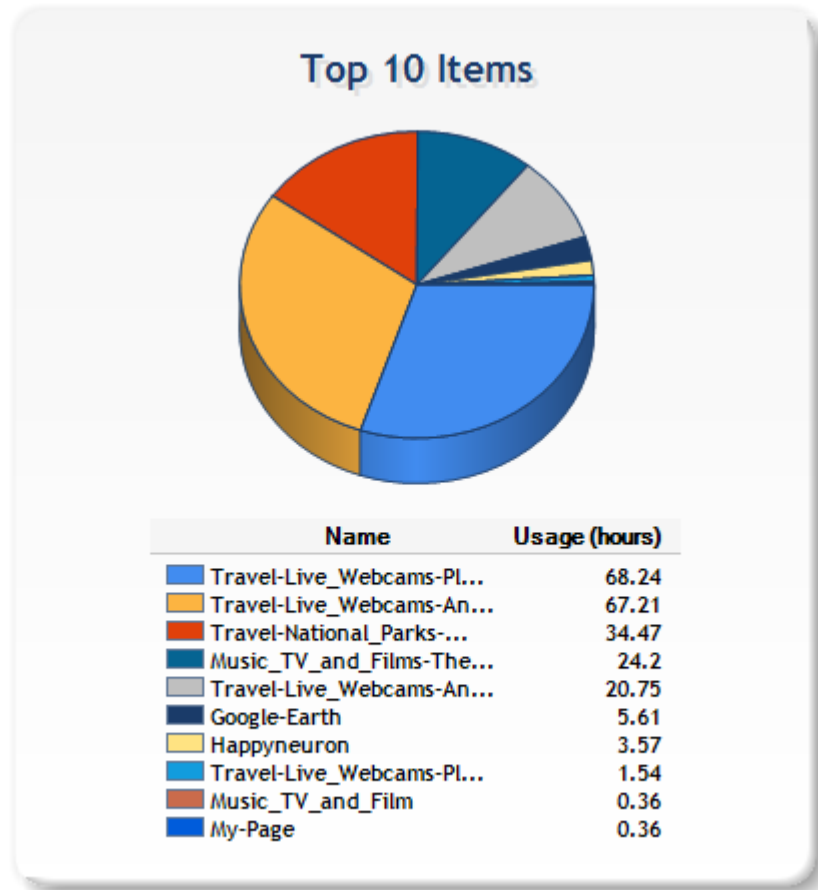 Top 10 Items
Name Usage (hours)
Travel-Live_Webcams-Pl... 68.24
Travel-Live_Webcams-An... 67.21
Travel-National_Parks-... 34.47
Music_TV_and_Films-The... 24.2
Travel-Live_Webcams-An... 20.75
Google-Earth 5.61
Happyneuron 3.57
Travel-Live_Webcams-Pl... 1.54
Music_TV_and_Film 0.36
My-Page 0.36